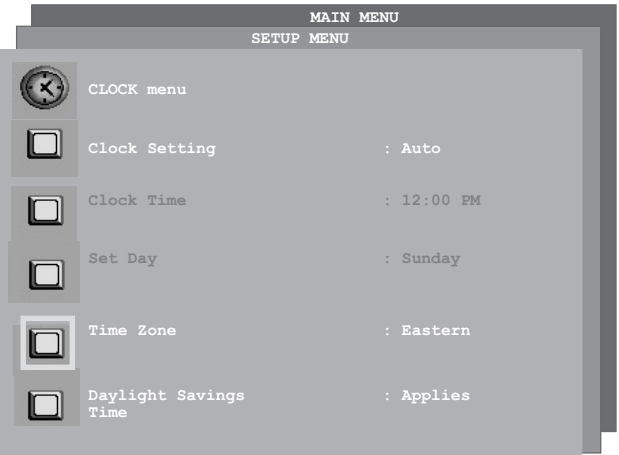 MAIN MENU
SETUP MENU
CLOCK menu
Clock Setting : Auto
Clock Time : 12:00 PM
Set Day : Sunday
Time Zone : Eastern
Daylight Savings : Applies
Time